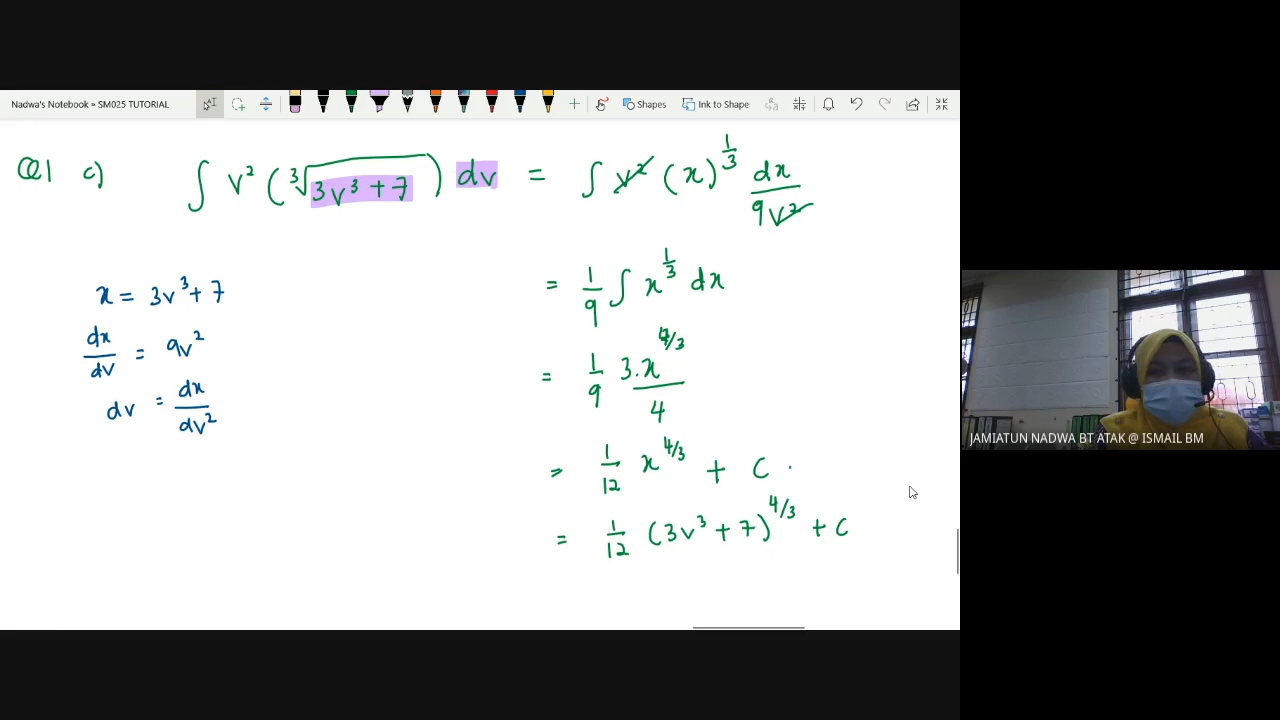 Nadwa's Notebook » SM025 TUTORIAL
Shapes
Ink to Shape
Q1 c) ∫ v² (∛(3v³ + 7)) dv = ∫ v² (x)^(1/3) dx/9v²
= 1/9 ∫ x^(1/3) dx
x = 3v³ + 7
dx/dv = 9v²
= 1/9 3.x^(4/3)/4
dv = dx/dv²
= 1/12 x^(4/3) + C .
= 1/12 (3v³ + 7)^(4/3) + C
JAMIATUN NADWA BT ATAK @ ISMAIL BM